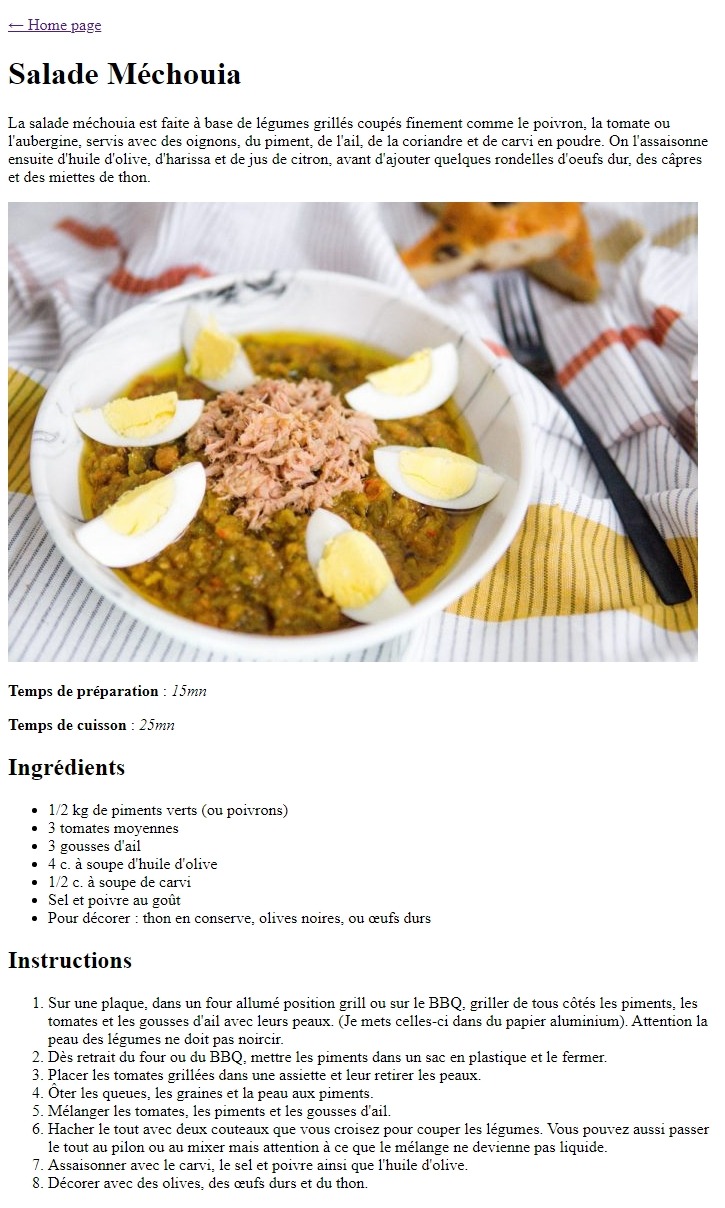 ← Home page
Salade Méchouia
La salade méchouia est faite à base de légumes grillés coupés finement comme le poivron, la tomate ou
l'aubergine, servis avec des oignons, du piment, de l'ail, de la coriandre et de carvi en poudre. On l'assaisonne
ensuite d'huile d'olive, d'harissa et de jus de citron, avant d'ajouter quelques rondelles d'oeufs dur, des câpres
et des miettes de thon.
Temps de préparation : 15mn
Temps de cuisson : 25mn
Ingrédients
• 1/2 kg de piments verts (ou poivrons)
• 3 tomates moyennes
• 3 gousses d'ail
• 4 c. à soupe d'huile d'olive
• 1/2 c. à soupe de carvi
• Sel et poivre au goût
• Pour décorer : thon en conserve, olives noires, ou œufs durs
Instructions
1. Sur une plaque, dans un four allumé position grill ou sur le BBQ, griller de tous côtés les piments, les
tomates et les gousses d'ail avec leurs peaux. (Je mets celles-ci dans du papier aluminium). Attention la
peau des légumes ne doit pas noircir.
2. Dès retrait du four ou du BBQ, mettre les piments dans un sac en plastique et le fermer.
3. Placer les tomates grillées dans une assiette et leur retirer les peaux.
4. Ôter les queues, les graines et la peau aux piments.
5. Mélanger les tomates, les piments et les gousses d'ail.
6. Hacher le tout avec deux couteaux que vous croisez pour couper les légumes. Vous pouvez aussi passer
le tout au pilon ou au mixer mais attention à ce que le mélange ne devienne pas liquide.
7. Assaisonner avec le carvi, le sel et poivre ainsi que l'huile d'olive.
8. Décorer avec des olives, des œufs durs et du thon.